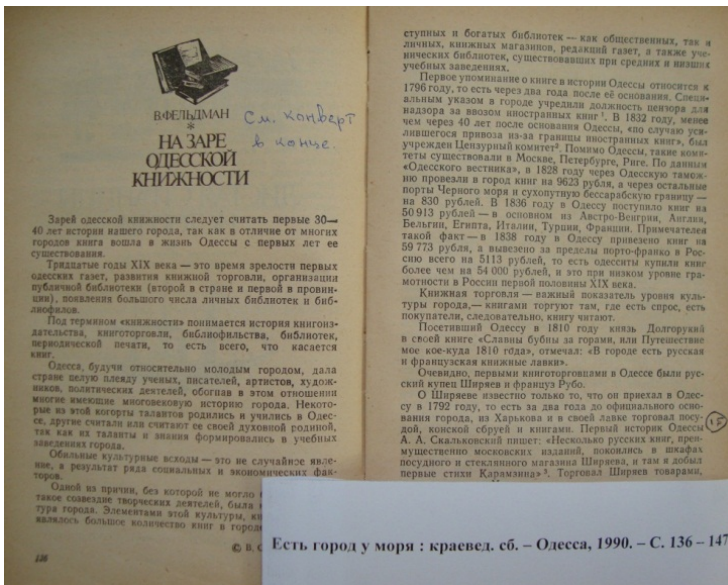 В. ФЕЛЬДМАН
*
НА ЗАРЕ
ОДЕССКОЙ
КНИЖНОСТИ
См. конверт
в конце.
Зарей одесской книжности следует считать первые 30—
40 лет истории нашего города, так как в отличие от многих
городов книга вошла в жизнь Одессы с первых лет ее
существования.
Тридцатые годы XIX века — это время зрелости первых
одесских газет, развития книжной торговли, организации
публичной библиотеки (второй в стране и первой в провин-
ции), появления большого числа личных библиотек и биб-
лиофилов.
Под термином «книжности» понимается история книгоиз-
дательства, книготорговли, библиофильства, библиотек,
периодической печати, то есть всего, что касается
книг.
Одесса, будучи относительно молодым городом, дала
стране целую плеяду ученых, писателей, артистов, худож-
ников, политических деятелей, обогнав в этом отношении
многие имеющие многовековую историю города. Некото-
рые из этой когорты талантов родились и учились в Одес-
се, другие считали или считают ее своей духовной родиной,
так как их таланты и знания формировались в учебных
заведениях города.
Обильные культурные всходы — это не случайное явле-
ние, а результат ряда социальных и экономических фак-
торов.
Одной из причин, без которой не могло
такое созвездие творческих деятелей, была
тура города. Элементами этой культуры,
являлось большое количество книг в город
© В.
136
ступных и богатых библиотек — как общественных, так и
личных, книжных магазинов, редакций газет, а также уче-
нических библиотек, существовавших при средних и низших
учебных заведениях.
Первое упоминание о книге в истории Одессы относится к
1796 году, то есть через два года после её основания. Специ-
альным указом в городе учредили должность цензора для
надзора за ввозом иностранных книг¹. В 1832 году, менее
чем через 40 лет после основания Одессы, «по случаю уси-
лившегося привоза из-за границы иностранных книг», был
учрежден Цензурный комитет². Помимо Одессы, такие коми-
теты существовали в Москве, Петербурге, Риге. По данным
«Одесского вестника», в 1828 году через Одесскую тамож-
ню провезли в город книг на 9623 рубля, а через остальные
порты Черного моря и сухопутную бессарабскую границу —
на 830 рублей. В 1836 году в Одессу поступило книг на
50 913 рублей — в основном из Австро-Венгрии, Англии,
Бельгии, Египта, Италии, Турции, Франции. Примечателен
такой факт — в 1838 году в Одессу привезено книг на
59 773 рубля, а вывезено за пределы порто-франко в Рос-
сию всего на 5113 рублей, то есть одесситы купили книг
более чем на 54 000 рублей, и это при низком уровне гра-
мотности в России первой половины XIX века.
Книжная торговля — важный показатель уровня куль-
туры города,— книгами торгуют там, где есть спрос, есть
покупатели, следовательно, книгу читают.
Посетивший Одессу в 1810 году князь Долгорукий
в своей книге «Славны бубны за горами, или Путешествие
мое кое-куда 1810 года», отмечал: «В городе есть русская
и французская книжные лавки».
Очевидно, первыми книготорговцами в Одессе были рус-
ский купец Ширяев и француз Рубо.
О Ширяеве известно только то, что он приехал в Одес-
су в 1792 году, то есть за два года до официального осно-
вания города, из Харькова и в своей лавке торговал посу-
дой, конской сбруей и книгами. Первый историк Одессы
А. А. Скальковский пишет: «Несколько русских книг, преи-
мущественно московских изданий, покоились в шкафах
посудного и стеклянного магазина Ширяева, и там я добыл
первые стихи Карамзина»³. Торговал Ширяев товарами,
15
Есть город у моря : краевед. сб. – Одесса, 1990. – С. 136 – 147